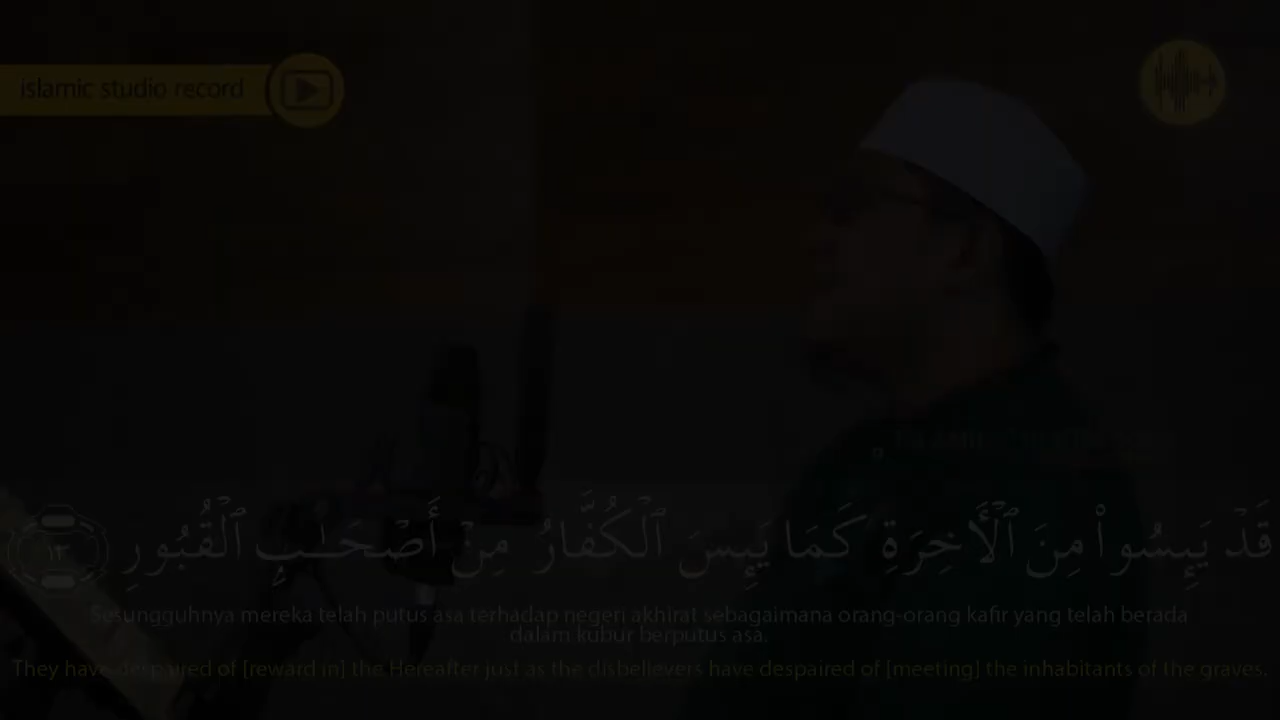 islamic studio record
قَدْ يَئِسُوا۟ مِنَ ٱلْأَخِرَةِ كَمَا يَئِسَ ٱلْكُفَّارُ مِنْ أَصْحَـٰبِ ٱلْقُبُورِ ١٣
Sesungguhnya mereka telah putus asa terhadap negeri akhirat sebagaimana orang-orang kafir yang telah berada
dalam kubur berputus asa.
They have despaired of [reward in] the Hereafter just as the disbelievers have despaired of [meeting] the inhabitants of the graves.